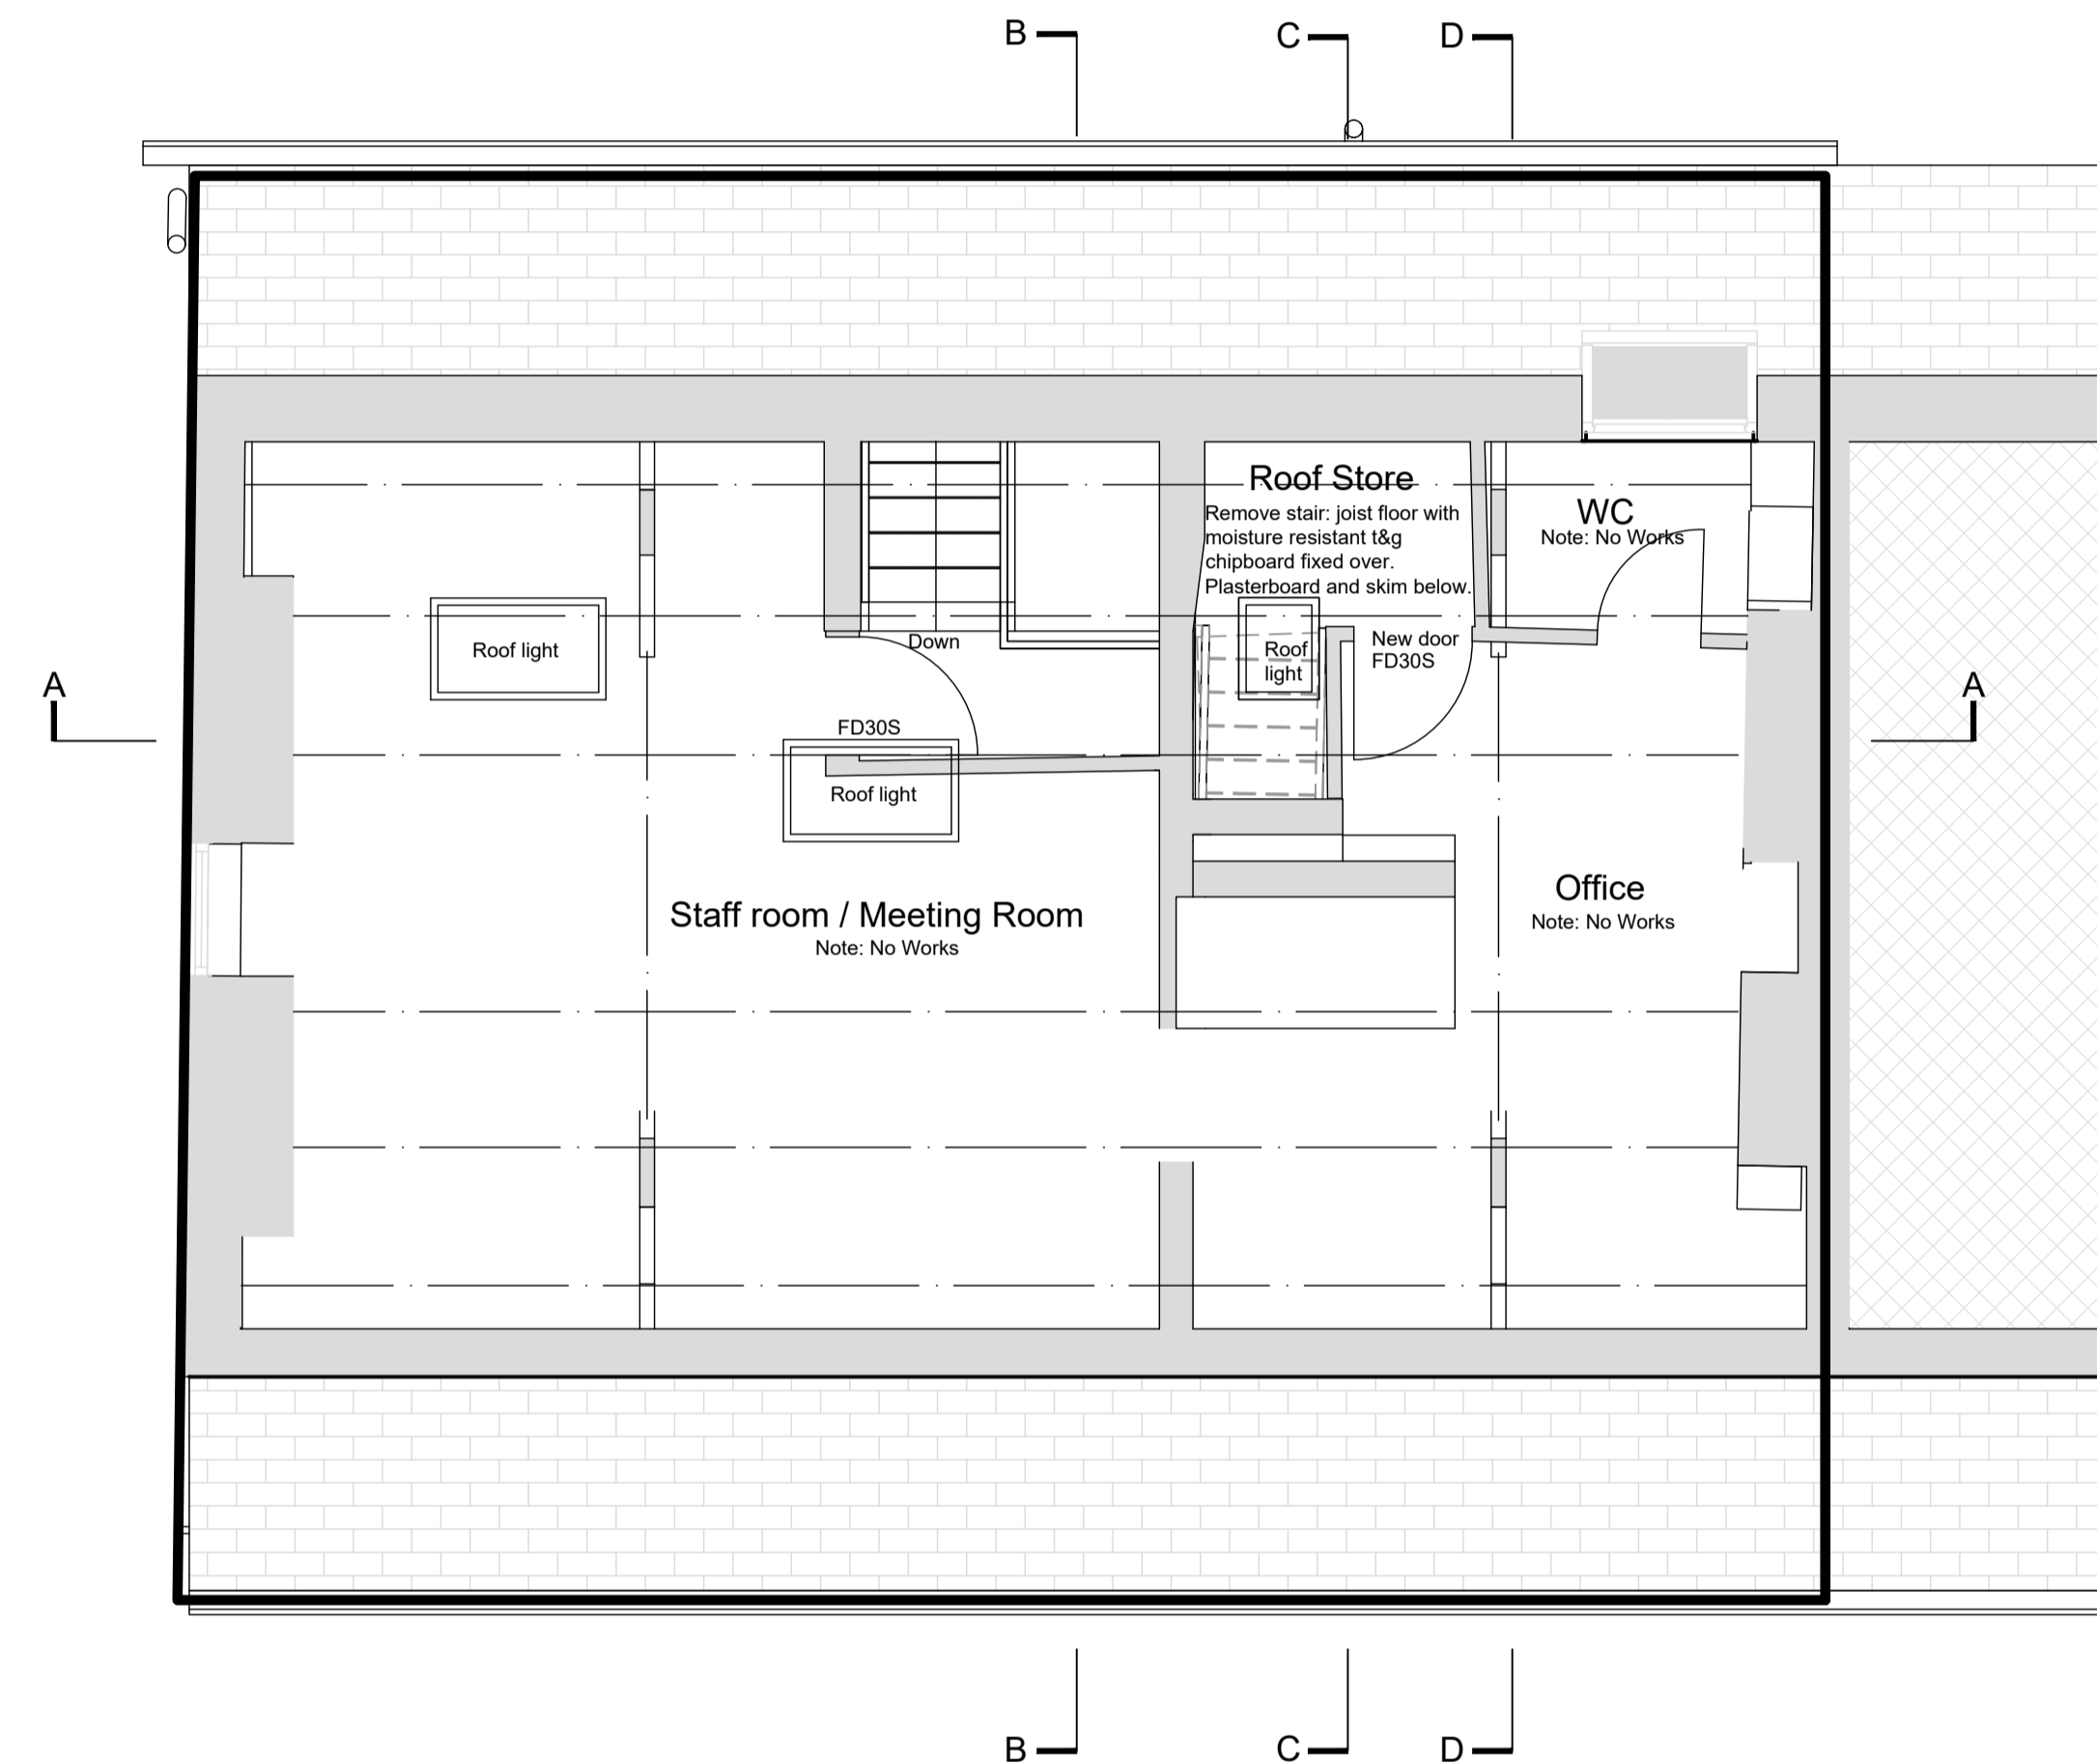 B
C
D
Roof Store
Remove stair: joist floor with
moisture resistant t&g
chipboard fixed over.
Plasterboard and skim below.
WC
Note: No Works
Roof light
Down
Roof
light
New door
FD30S
A
A
FD30S
Roof light
Staff room / Meeting Room
Note: No Works
Office
Note: No Works
B
C
D